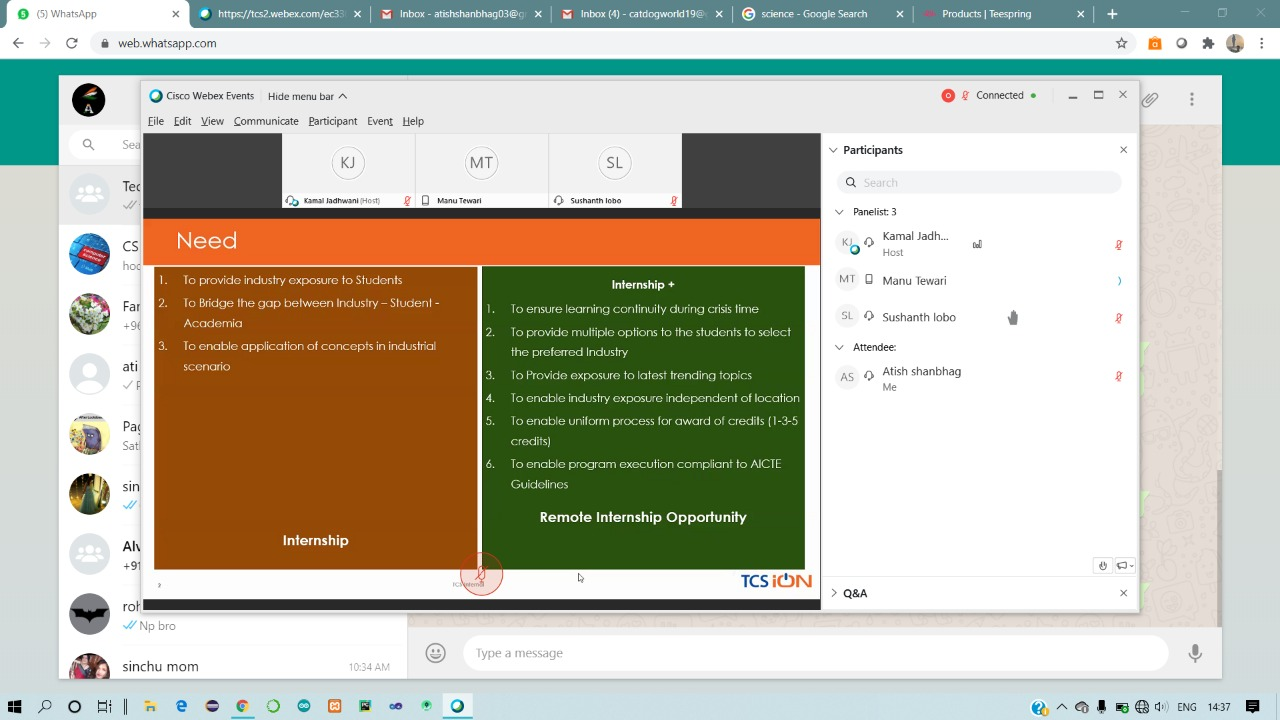 (5) WhatsApp
https://tcs2.webex.com/ec33
Inbox - atishshanbhag03@g
Inbox (4) - catdogworld19@
science - Google Search
Products | Teespring
web.whatsapp.com
A
Cisco Webex Events
Hide menu bar
Connected
File Edit View Communicate Participant Event Help
KJ
MT
SL
Kamal Jadhwani (Host)
Manu Tewari
Sushanth lobo
Need
1. To provide industry exposure to Students
2. To Bridge the gap between Industry – Student -
Academia
3. To enable application of concepts in industrial
scenario
Internship
Internship +
1. To ensure learning continuity during crisis time
2. To provide multiple options to the students to select
the preferred Industry
3. To Provide exposure to latest trending topics
4. To enable industry exposure independent of location
5. To enable uniform process for award of credits (1-3-5
credits)
6. To enable program execution compliant to AICTE
Guidelines
Remote Internship Opportunity
TCS iON
Participants
Search
Panelist: 3
KJ
Kamal Jadh...
Host
MT
Manu Tewari
SL
Sushanth lobo
Attendee:
AS
Atish shanbhag
Me
Q&A
Sea
Tec
CS
hoc
Far
+96
ati
Pag
Sat
sin
Alv
+91
roh
Np bro
sinchu mom
10:34 AM
Type a message
ENG
14:37